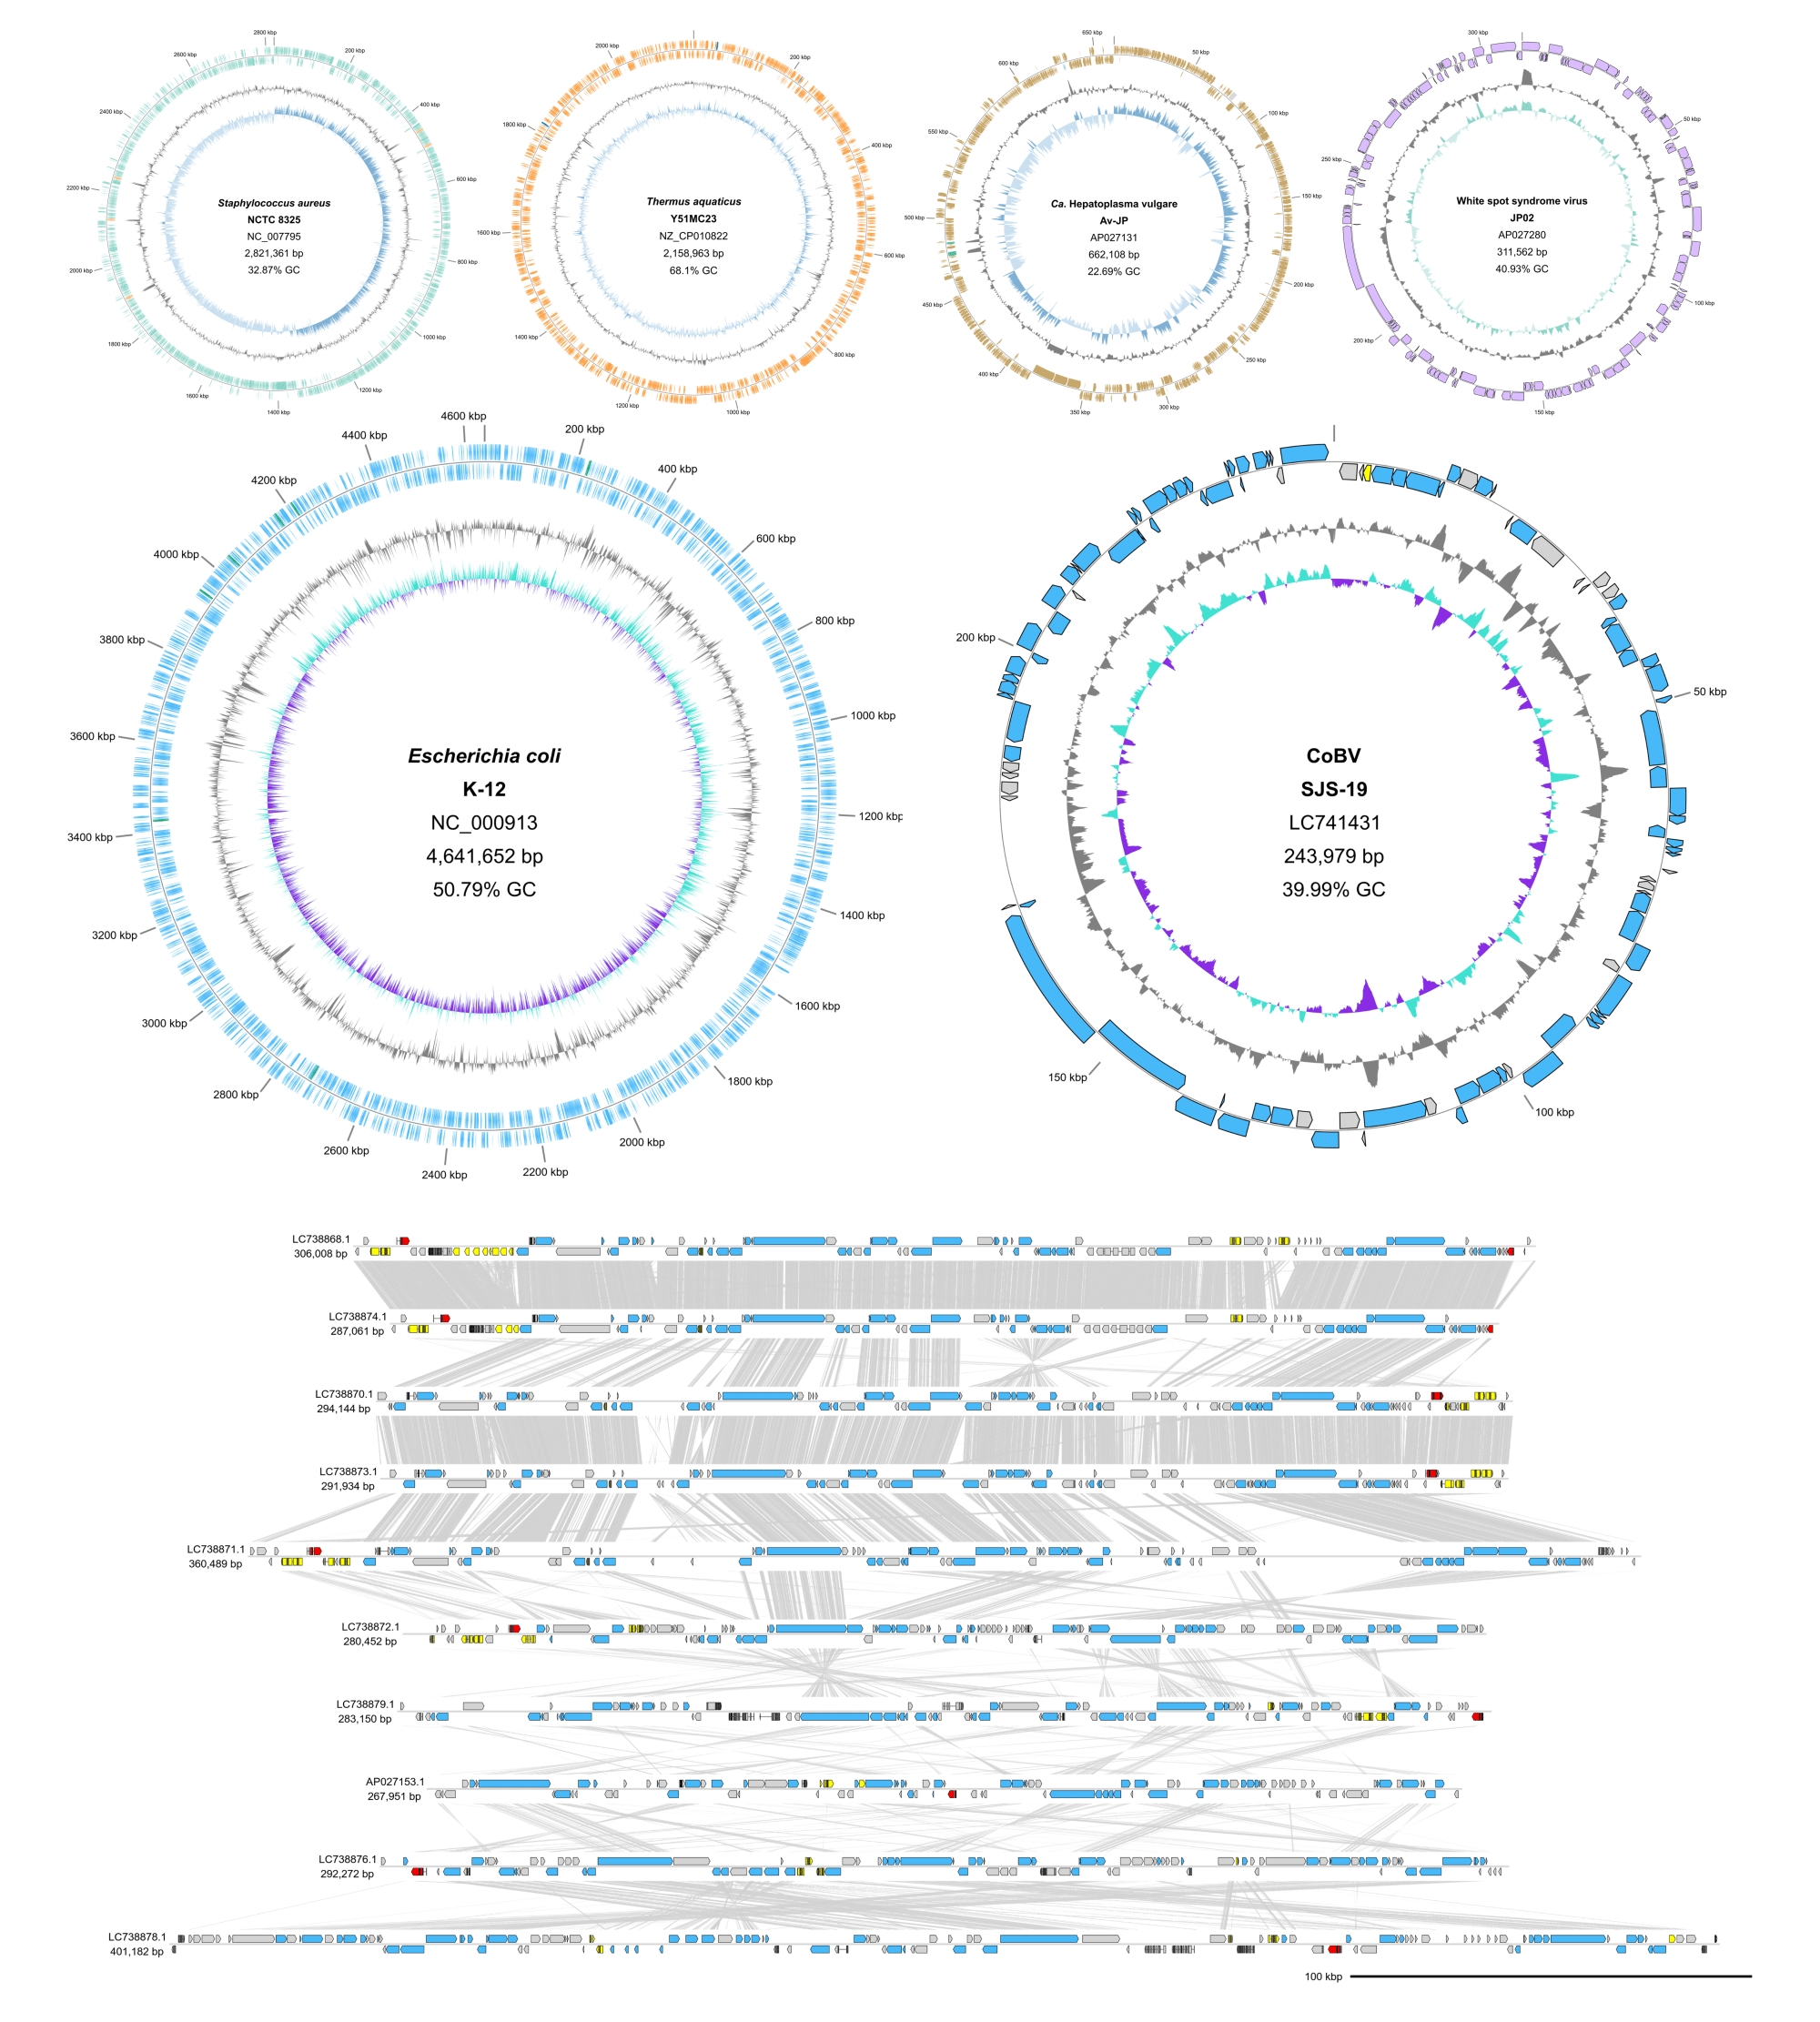 2800 kbp
200 kbp
400 kbp
600 kbp
800 kbp
1000 kbp
1200 kbp
1400 kbp
1600 kbp
1800 kbp
2000 kbp
2200 kbp
2400 kbp
2600 kbp
Staphylococcus aureus
NCTC 8325
NC_007795
2,821,361 bp
32.87% GC
200 kbp
400 kbp
600 kbp
800 kbp
1000 kbp
1200 kbp
1400 kbp
1600 kbp
1800 kbp
2000 kbp
Thermus aquaticus
Y51MC23
NZ_CP010822
2,158,963 bp
68.1% GC
50 kbp
100 kbp
150 kbp
200 kbp
250 kbp
300 kbp
350 kbp
400 kbp
450 kbp
500 kbp
550 kbp
600 kbp
650 kbp
Ca. Hepatoplasma vulgare
Av-JP
AP027131
662,108 bp
22.69% GC
50 kbp
100 kbp
150 kbp
200 kbp
250 kbp
300 kbp
White spot syndrome virus
JP02
AP027280
311,562 bp
40.93% GC
200 kbp
400 kbp
600 kbp
800 kbp
1000 kbp
1200 kbp
1400 kbp
1600 kbp
1800 kbp
2000 kbp
2200 kbp
2400 kbp
2600 kbp
2800 kbp
3000 kbp
3200 kbp
3400 kbp
3600 kbp
3800 kbp
4000 kbp
4200 kbp
4400 kbp
4600 kbp
Escherichia coli
K-12
NC_000913
4,641,652 bp
50.79% GC
50 kbp
100 kbp
150 kbp
200 kbp
CoBV
SJS-19
LC741431
243,979 bp
39.99% GC
LC738868.1
306,008 bp
LC738874.1
287,061 bp
LC738870.1
294,144 bp
LC738873.1
291,934 bp
LC738871.1
360,489 bp
LC738872.1
280,452 bp
LC738879.1
283,150 bp
AP027153.1
267,951 bp
LC738876.1
292,272 bp
LC738878.1
401,182 bp
100 kbp